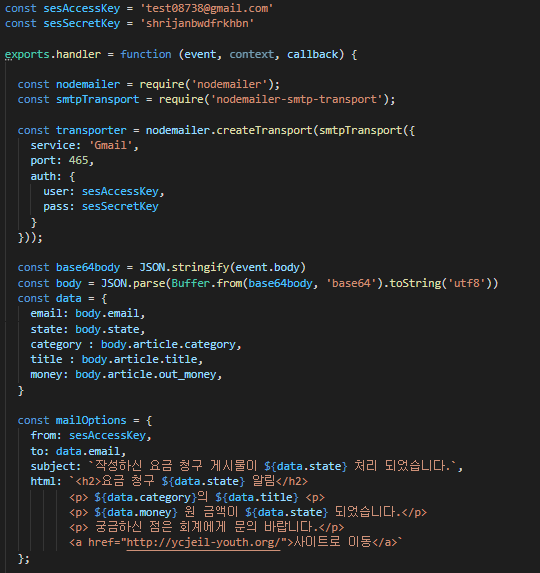 const sesAccessKey = 'test08738@gmail.com'
const sesSecretKey = 'shrijanbwdfrkhbn'
exports.handler = function (event, context, callback) {
const nodemailer = require('nodemailer');
const smtpTransport = require('nodemailer-smtp-transport');
const transporter = nodemailer.createTransport(smtpTransport({
service: 'Gmail',
port: 465,
auth: {
user: sesAccessKey,
pass: sesSecretKey
}
}));
const base64body = JSON.stringify(event.body)
const body = JSON.parse(Buffer.from(base64body, 'base64').toString('utf8'))
const data = {
email: body.email,
state: body.state,
category : body.article.category,
title : body.article.title,
money: body.article.out_money,
}
const mailOptions = {
from: sesAccessKey,
to: data.email,
subject: `작성하신 요금 청구 게시물이 ${data.state} 처리 되었습니다.`,
html: `<h2>요금 청구 ${data.state} 알림</h2>
<p> ${data.category}의 ${data.title} <p>
<p> ${data.money} 원 금액이 ${data.state} 되었습니다.</p>
<p> 궁금하신 점은 회계에게 문의 바랍니다.</p>
<a href="http://ycjeil-youth.org/">사이트로 이동</a>`
};